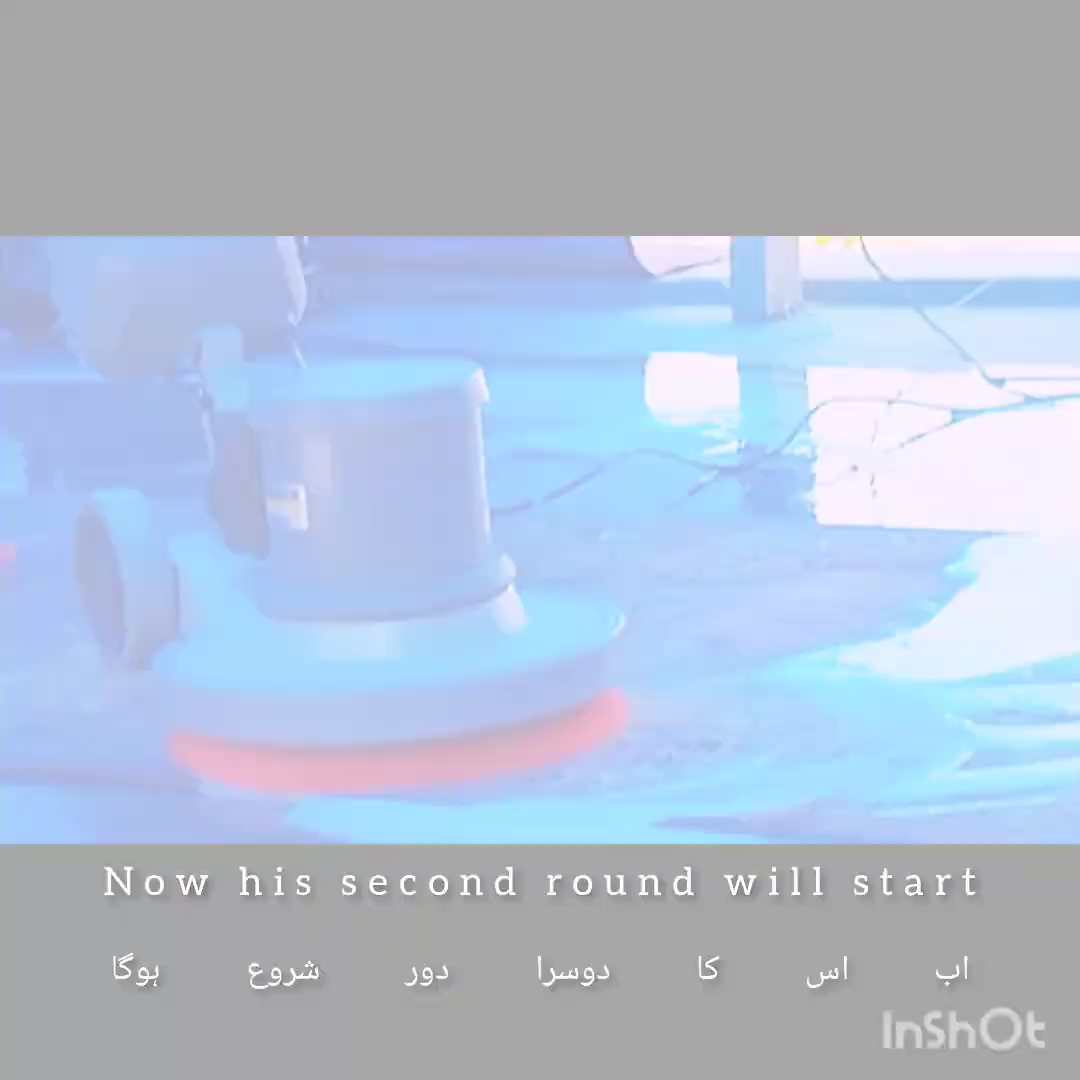 Now his second round will start
اب اس کا دوسرا دور شروع ہوگا
InShOt